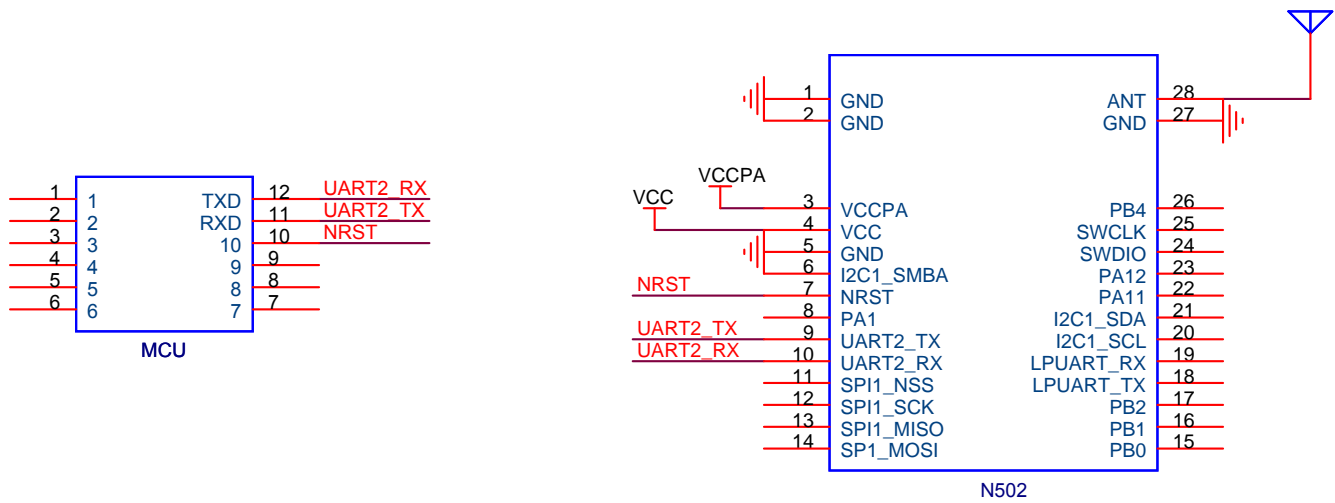 1 1 TXD 12 UART2_RX
2 2 RXD 11 UART2_TX
3 3 10 10 NRST
4 4 9 9
5 5 8 8
6 6 7 7
MCU
1 GND ANT 28
2 GND GND 27
VCCPA
VCC
3 VCCPA PB4 26
4 VCC SWCLK 25
5 GND SWDIO 24
6 I2C1_SMBA PA12 23
NRST 7 NRST PA11 22
8 PA1 I2C1_SDA 21
UART2_TX 9 UART2_TX I2C1_SCL 20
UART2_RX 10 UART2_RX LPUART_RX 19
11 SPI1_NSS LPUART_TX 18
12 SPI1_SCK PB2 17
13 SPI1_MISO PB1 16
14 SP1_MOSI PB0 15
N502